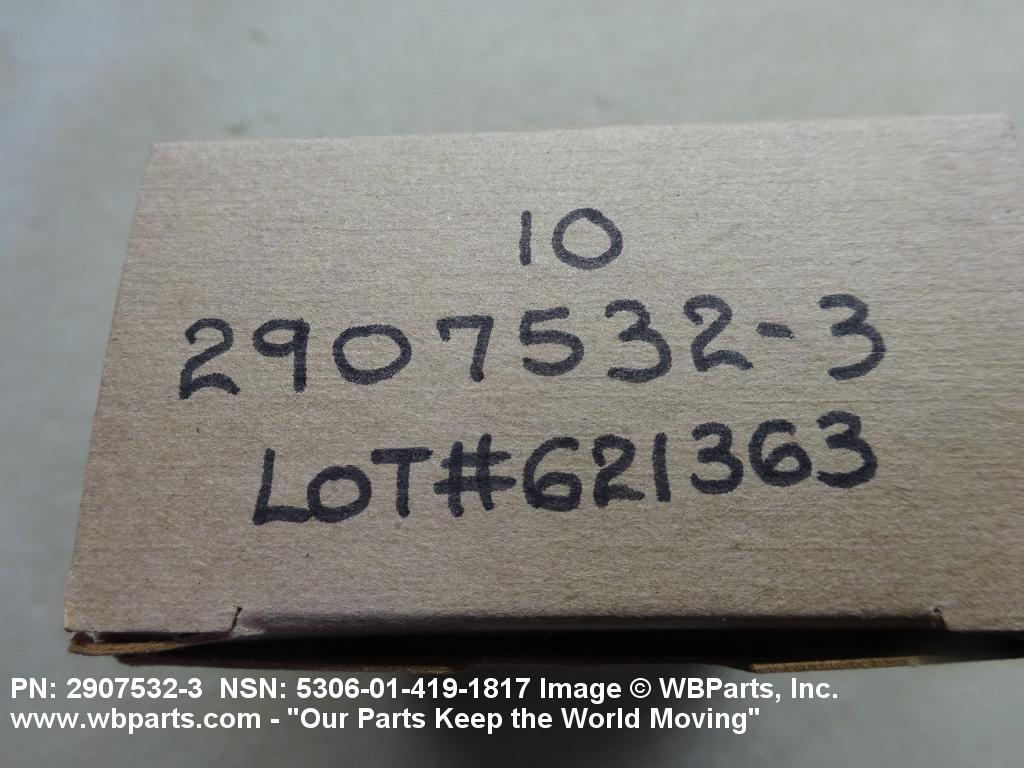 10
2907532-3
LOT#621363
PN: 2907532-3  NSN: 5306-01-419-1817 Image © WBParts, Inc.
www.wbparts.com - "Our Parts Keep the World Moving"